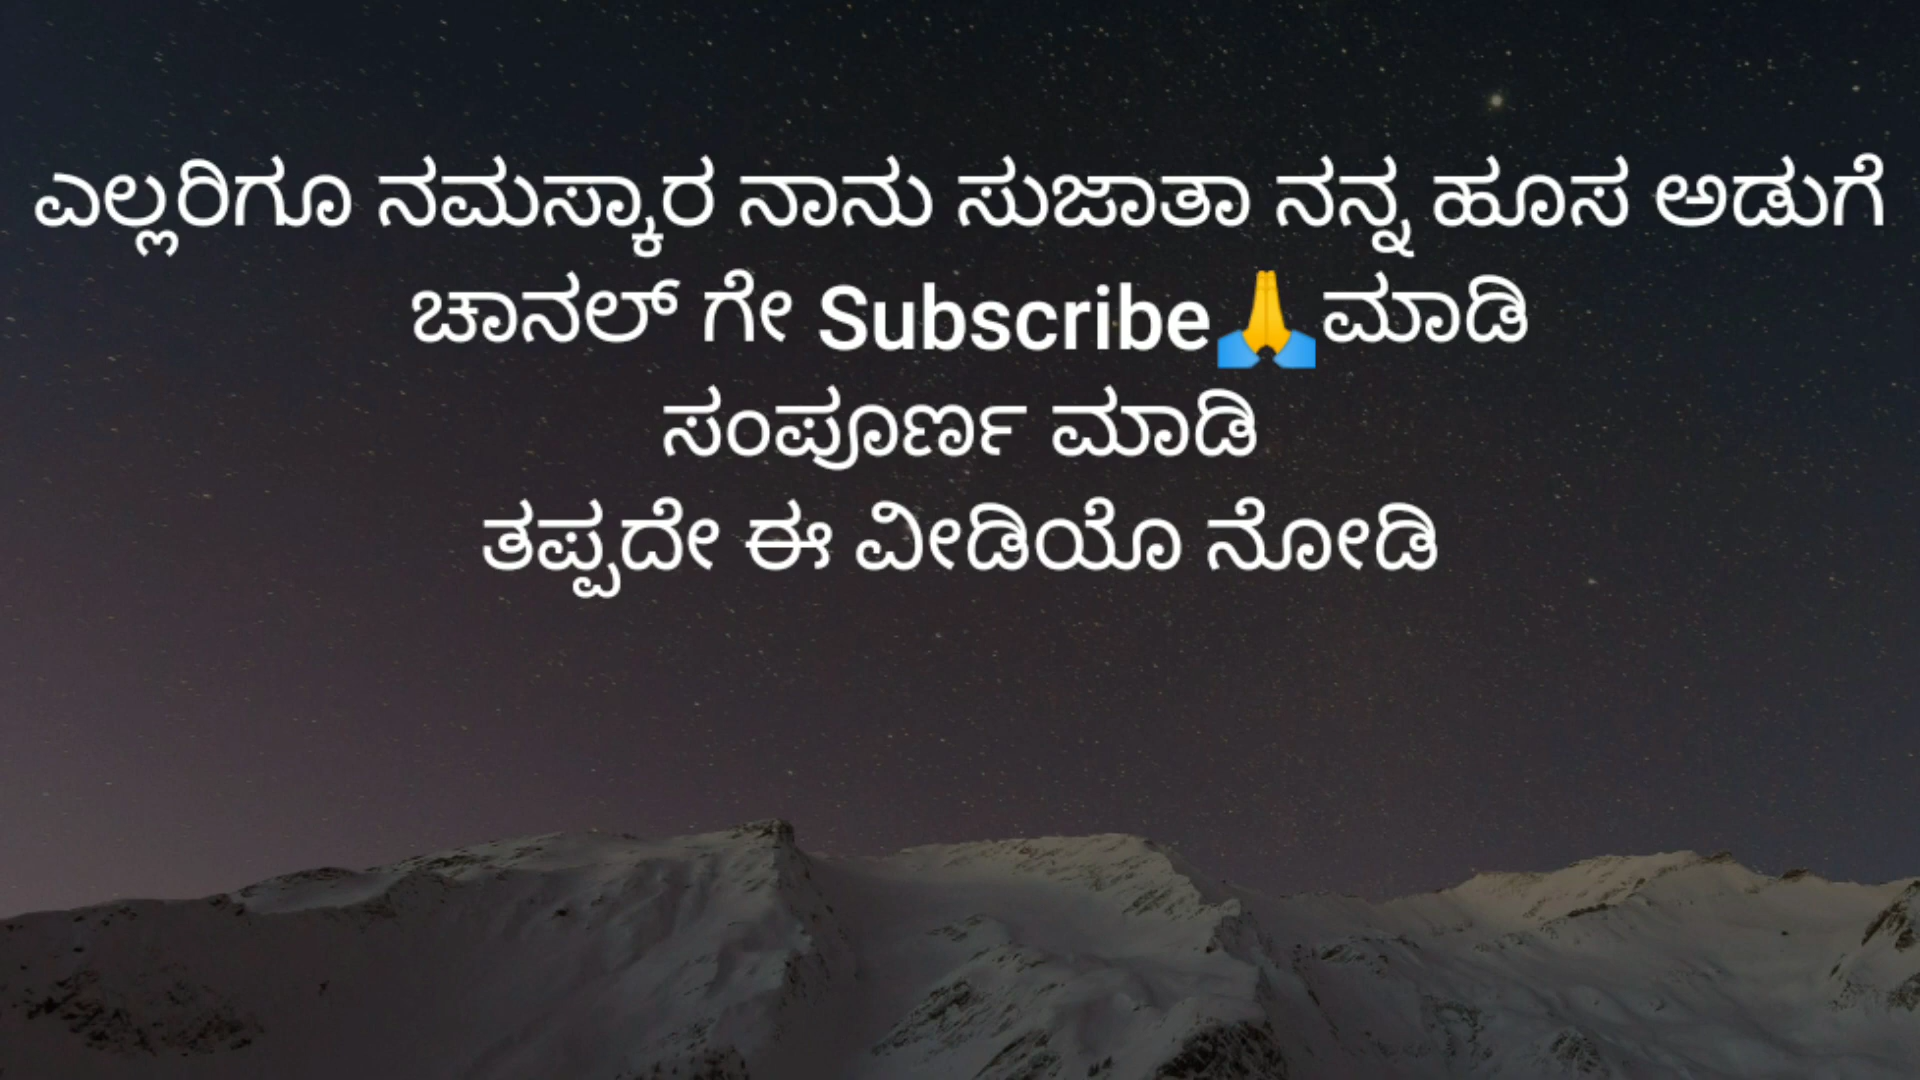 ಎಲ್ಲರಿಗೂ ನಮಸ್ಕಾರ ನಾನು ಸುಜಾತಾ ನನ್ನ ಹೂಸ ಅಡುಗೆ
ಚಾನಲ್ ಗೇ Subscribe🙏ಮಾಡಿ
ಸಂಪೂರ್ಣ ಮಾಡಿ
ತಪ್ಪದೇ ಈ ವೀಡಿಯೊ ನೋಡಿ